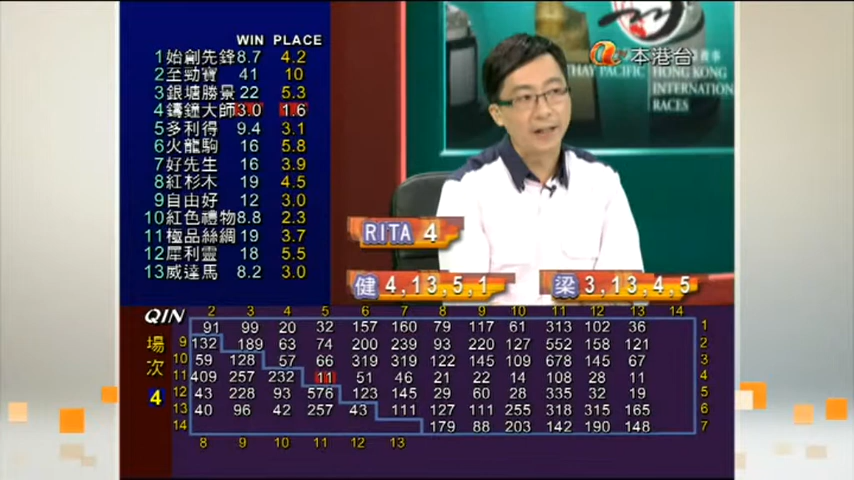 WIN PLACE
1 始創先鋒 8.7 4.2
2 至勁寶 41 10
3 銀塘勝景 22 5.3
4 鑄鐘大師 3.0 1.6
5 多利得 9.4 3.1
6 火龍駒 16 5.8
7 好先生 16 3.9
8 紅杉木 19 4.5
9 自由好 12 3.0
10 紅色禮物 8.8 2.3
11 極品絲綢 19 3.7
12 犀利靈 18 5.5
13 威達馬 8.2 3.0
本港台
THAY PACIFIC
HONG KONG
INTERNATION
RACES
RITA 4
健 4,13,5,1
梁 3,13,4,5
QIN 2 3 4 5 6 7 8 9 10 11 12 13 14
91 99 20 32 157 160 79 117 61 313 102 36 1
9 132 189 63 74 200 239 93 220 127 552 158 121 2
10 59 128 57 66 319 319 122 145 109 678 145 67 3
11 409 257 232 11 51 46 21 22 14 108 28 11 4
12 43 228 93 576 123 145 29 60 28 335 32 19 5
13 40 96 42 257 43 111 127 111 255 318 315 165 6
14 179 88 203 142 190 148 7
8 9 10 11 12 13
場次
4